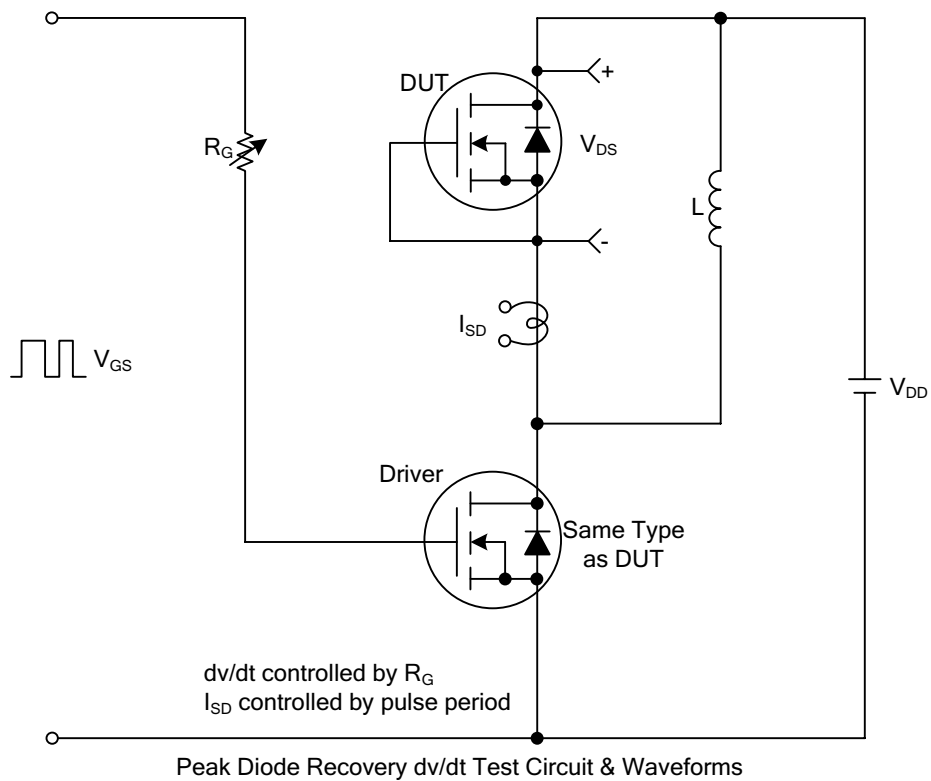 DUT
+
R_G
V_DS
L
-
I_SD
V_GS
V_DD
Driver
Same Type
as DUT
dv/dt controlled by R_G
I_SD controlled by pulse period
Peak Diode Recovery dv/dt Test Circuit & Waveforms